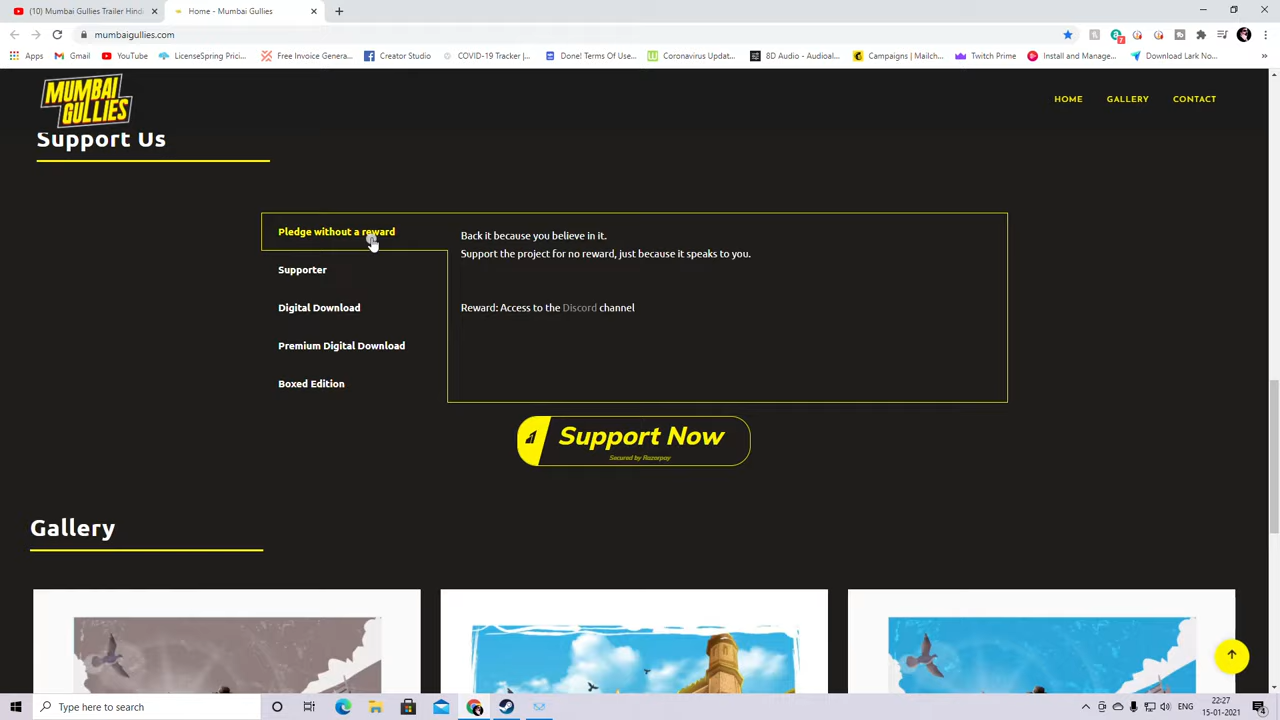 (10) Mumbai Gullies Trailer Hindi
Home - Mumbai Gullies
mumbaigullies.com
Apps
Gmail
YouTube
LicenseSpring Pricin...
Free Invoice Genera...
Creator Studio
COVID-19 Tracker |...
Done! Terms Of Use...
Coronavirus Updat...
8D Audio - Audioal...
Campaigns | Mailch...
Twitch Prime
Install and Manage...
Download Lark No...
MUMBAI
GULLIES
HOME
GALLERY
CONTACT
Support Us
Pledge without a reward
Supporter
Digital Download
Premium Digital Download
Boxed Edition
Back it because you believe in it.
Support the project for no reward, just because it speaks to you.
Reward: Access to the Discord channel
Support Now
Secured by Razorpay
Gallery
Type here to search
ENG
22:27
15-01-2021